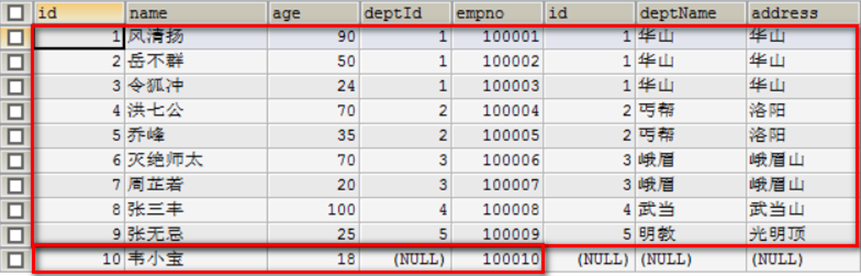 id name age deptId empno id deptName address
1 风清扬 90 1 100001 1 华山 华山
2 岳不群 50 1 100002 1 华山 华山
3 令狐冲 24 1 100003 1 华山 华山
4 洪七公 70 2 100004 2 丐帮 洛阳
5 乔峰 35 2 100005 2 丐帮 洛阳
6 灭绝师太 70 3 100006 3 峨眉 峨眉山
7 周芷若 20 3 100007 3 峨眉 峨眉山
8 张三丰 100 4 100008 4 武当 武当山
9 张无忌 25 5 100009 5 明教 光明顶
10 韦小宝 18 (NULL) 100010 (NULL) (NULL) (NULL)